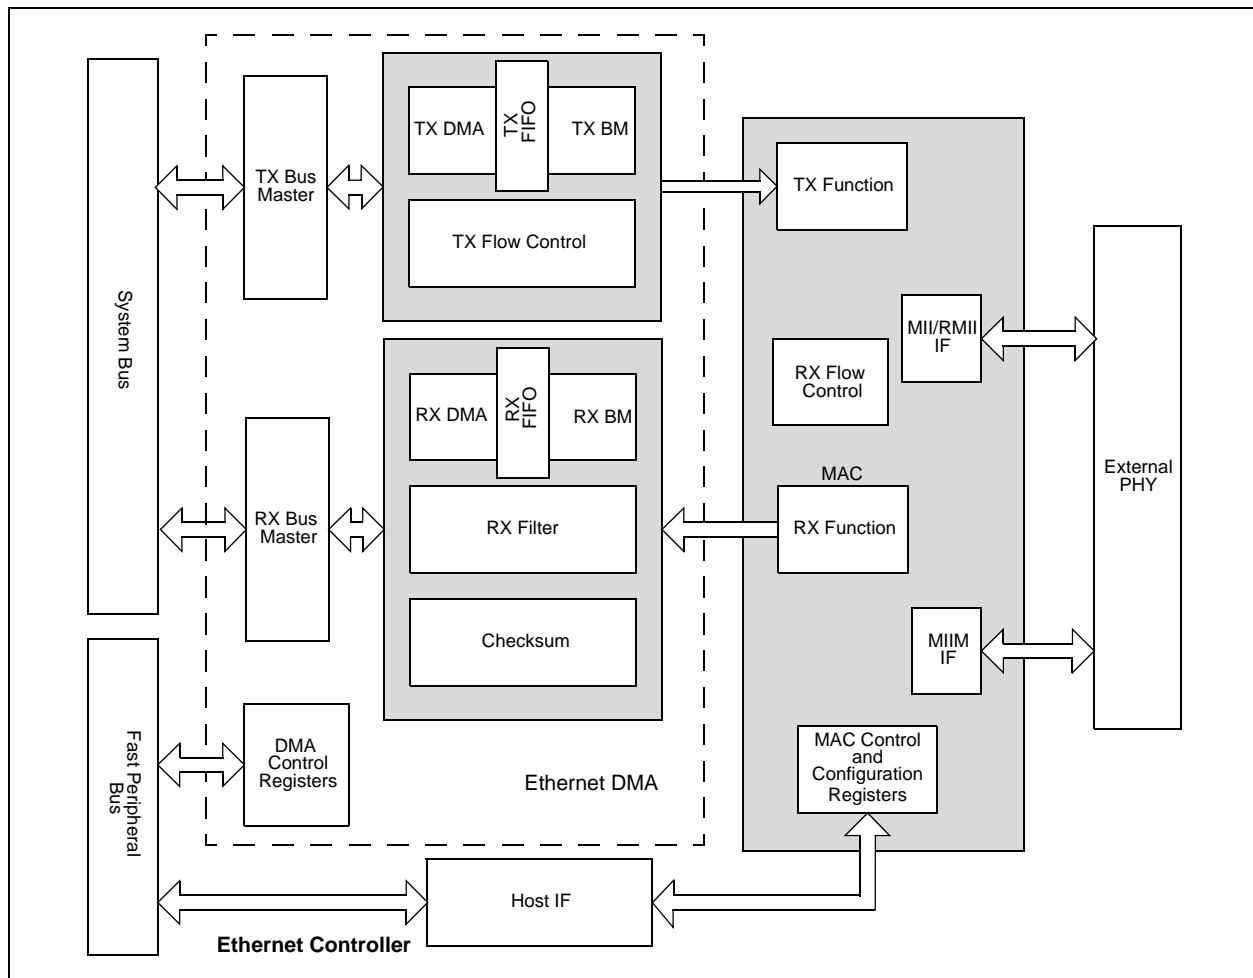 System Bus
TX Bus
Master
TX DMA
TX
FIFO
TX BM
TX Flow Control
TX Function
MII/RMII
IF
RX Flow
Control
RX DMA
RX
FIFO
RX BM
RX Filter
Checksum
RX Bus
Master
MAC
RX Function
External
PHY
MIIM
IF
Fast Peripheral
Bus
DMA
Control
Registers
Ethernet DMA
MAC Control
and
Configuration
Registers
Host IF
Ethernet Controller